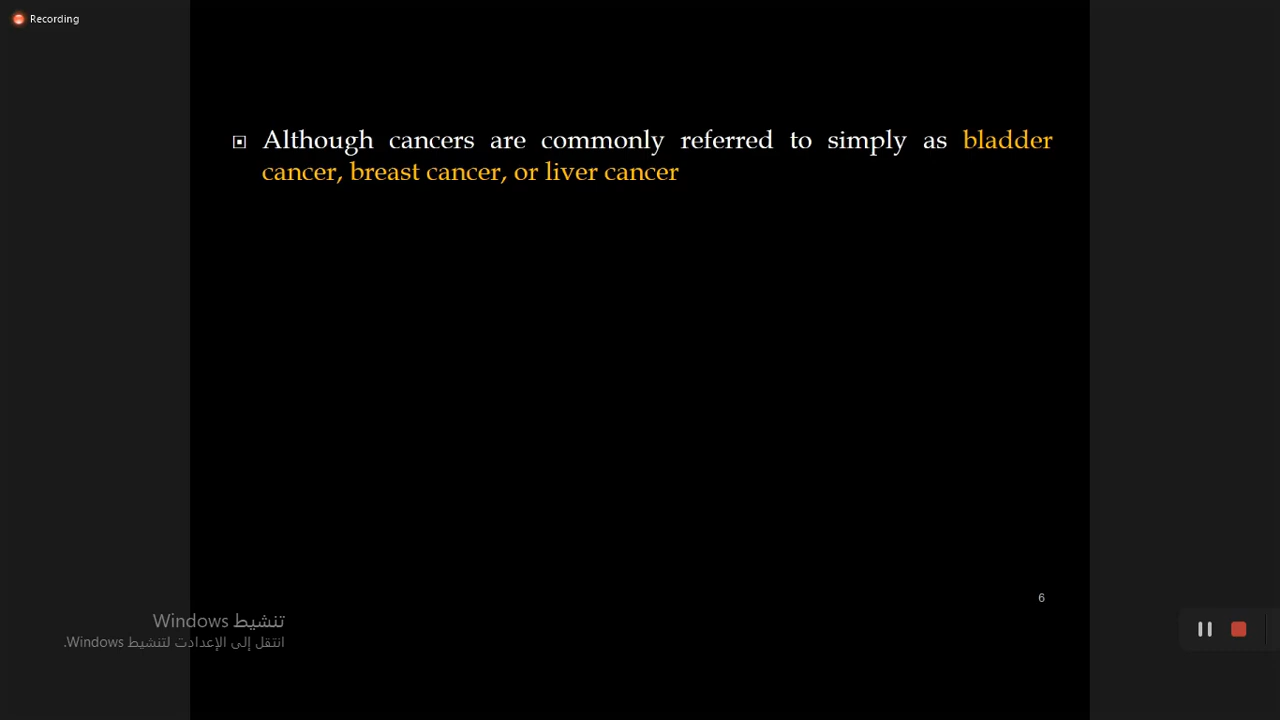 Recording
Although cancers are commonly referred to simply as bladder
cancer, breast cancer, or liver cancer
6
تنشيط Windows
انتقل إلى الإعدادت لتنشيط Windows.